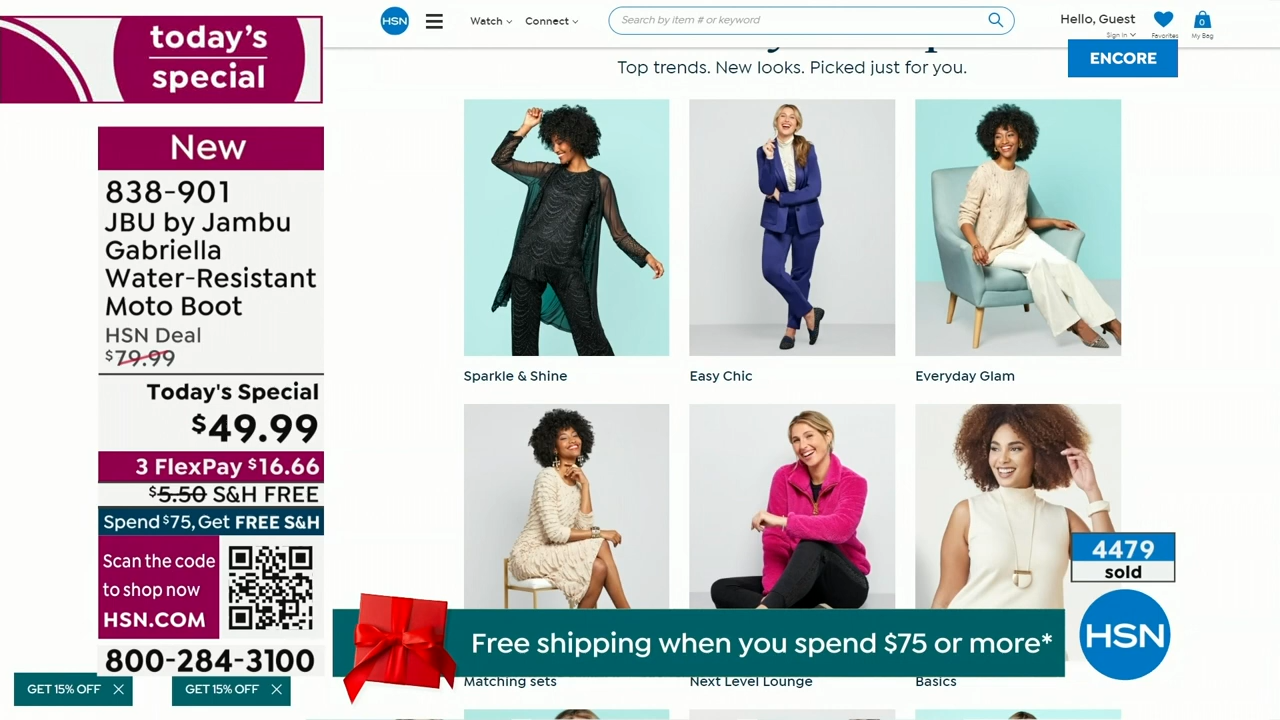 today's
special
New
838-901
JBU by Jambu
Gabriella
Water-Resistant
Moto Boot
HSN Deal
$79.99
Today's Special
$49.99
3 FlexPay $16.66
$5.50 S&H FREE
Spend $75, Get FREE S&H
Scan the code
to shop now
HSN.COM
800-284-3100
GET 15% OFF
GET 15% OFF
HSN
Watch
Connect
Search by item # or keyword
Hello, Guest
Sign In
Favorites
0
My Bag
ENCORE
Top trends. New looks. Picked just for you.
Sparkle & Shine
Easy Chic
Everyday Glam
4479
sold
Free shipping when you spend $75 or more*
HSN
Matching sets
Next Level Lounge
Basics